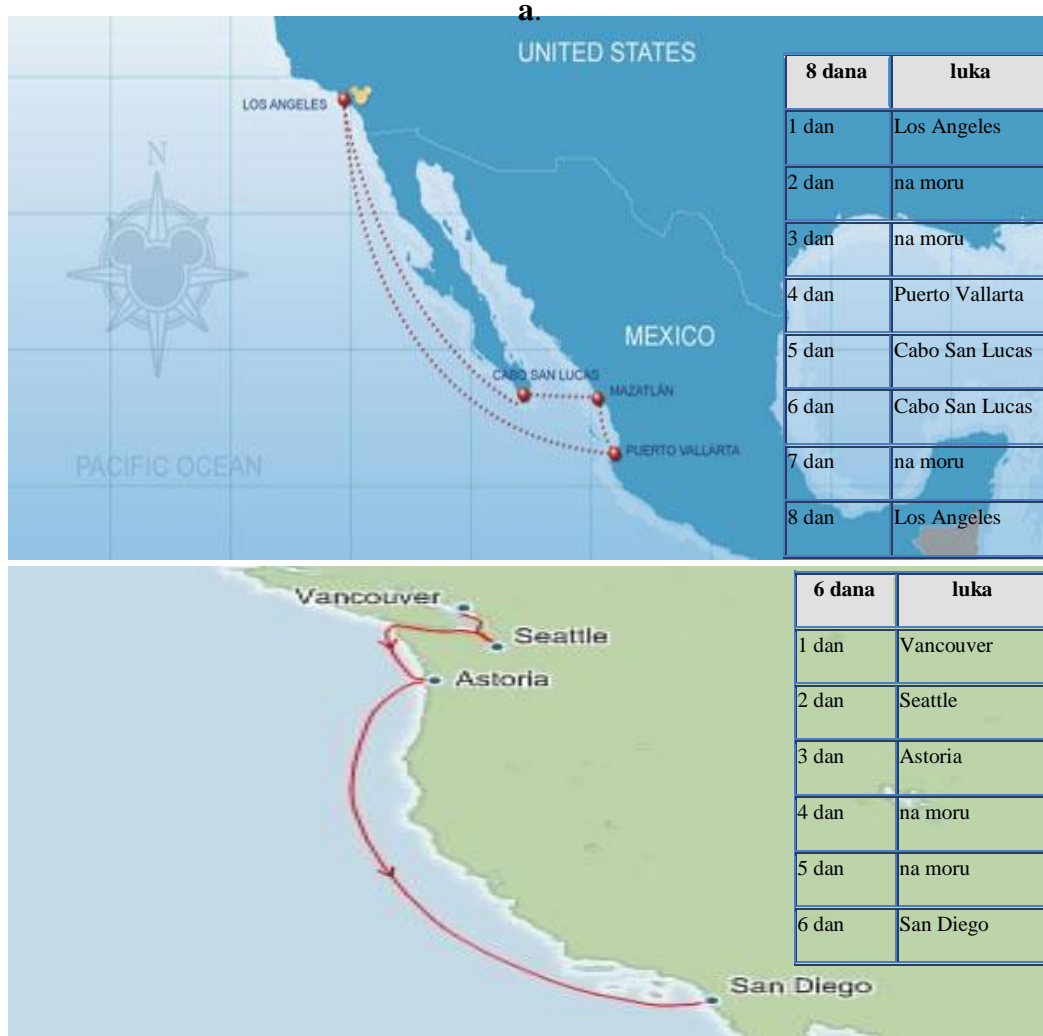 a.
UNITED STATES
LOS ANGELES
N
CABO SAN LUCAS
MEXICO
MAZATLÁN
PUERTO VALLARTA
PACIFIC OCEAN
8 dana luka
1 dan Los Angeles
2 dan na moru
3 dan na moru
4 dan Puerto Vallarta
5 dan Cabo San Lucas
6 dan Cabo San Lucas
7 dan na moru
8 dan Los Angeles
Vancouver
Seattle
Astoria
San Diego
6 dana luka
1 dan Vancouver
2 dan Seattle
3 dan Astoria
4 dan na moru
5 dan na moru
6 dan San Diego